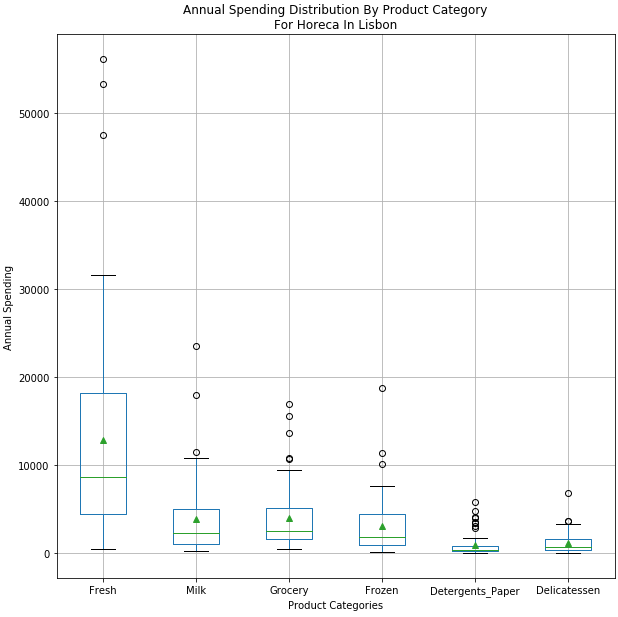 Annual Spending Distribution By Product Category
For Horeca In Lisbon
50000
40000
30000
20000
10000
0
Annual Spending
Fresh
Milk
Grocery
Frozen
Detergents_Paper
Delicatessen
Product Categories